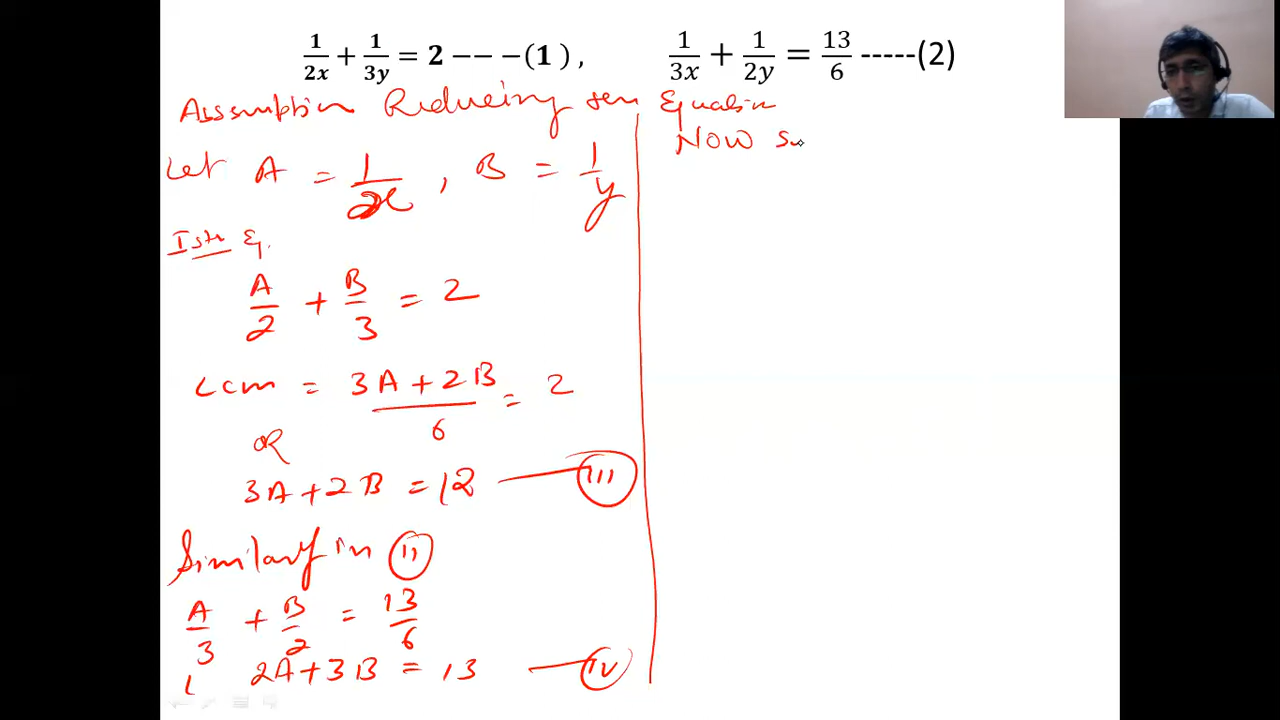 1/2x + 1/3y = 2 --- -(1) , 1/3x + 1/2y = 13/6 -----(2)
Assumption Reducing Equation
Let A = 1/x , B = 1/y
Ist Eq.
A/2 + B/3 = 2
LCM = 3A + 2B/6 = 2
OR
3A + 2B = 12 — (iii)
Similarly in (ii)
A/3 + B/2 = 13/6
2A + 3B = 13 — (iv)
Now